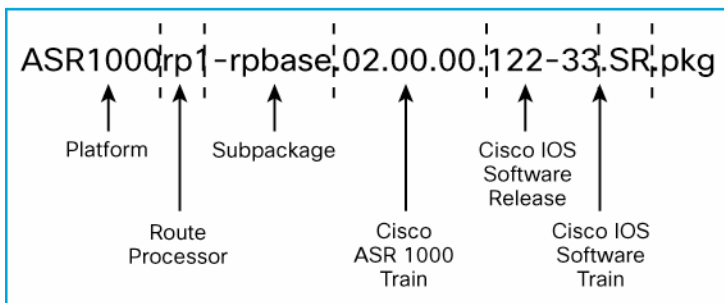 ASR1000rp1-rpbase.02.00.00.122-33.SR.pkg
Platform
Subpackage
Cisco IOS
Software
Release
Route
Processor
Cisco
ASR 1000
Train
Cisco IOS
Software
Train